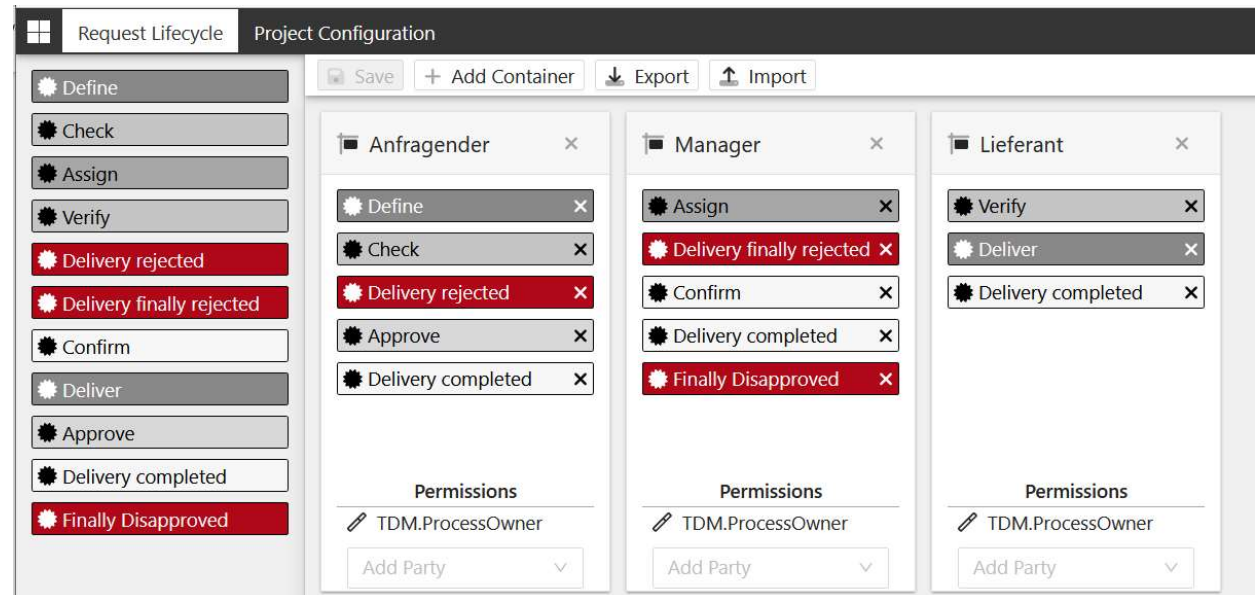 Request Lifecycle Project Configuration
Define
Check
Assign
Verify
Delivery rejected
Delivery finally rejected
Confirm
Deliver
Approve
Delivery completed
Finally Disapproved
Save Add Container Export Import
Anfragender
Define
Check
Delivery rejected
Approve
Delivery completed
Permissions
TDM.ProcessOwner
Add Party
Manager
Assign
Delivery finally rejected
Confirm
Delivery completed
Finally Disapproved
Permissions
TDM.ProcessOwner
Add Party
Lieferant
Verify
Deliver
Delivery completed
Permissions
TDM.ProcessOwner
Add Party